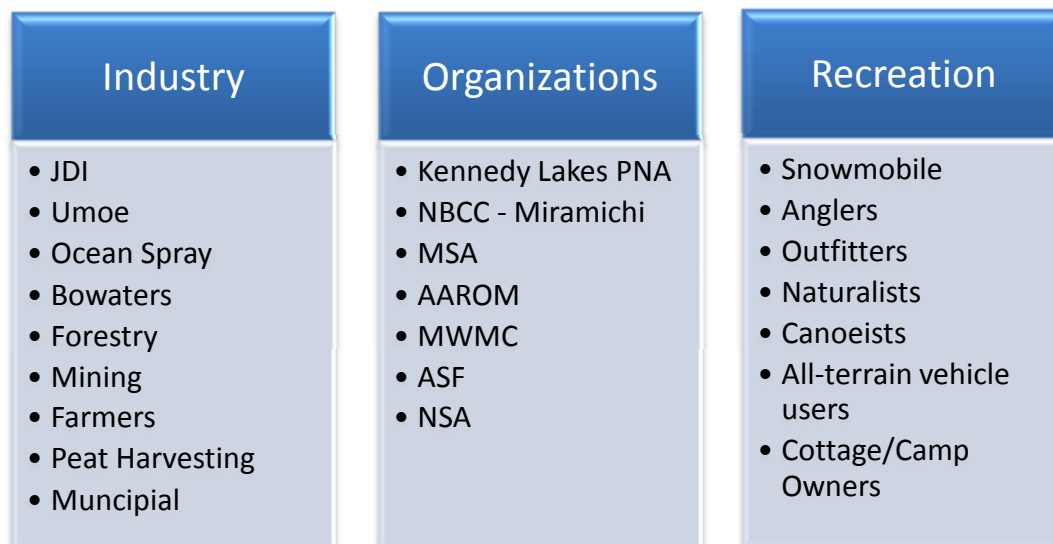 Industry
• JDI
• Umoe
• Ocean Spray
• Bowaters
• Forestry
• Mining
• Farmers
• Peat Harvesting
• Muncipial
Organizations
• Kennedy Lakes PNA
• NBCC - Miramichi
• MSA
• AAROM
• MWMC
• ASF
• NSA
Recreation
• Snowmobile
• Anglers
• Outfitters
• Naturalists
• Canoeists
• All-terrain vehicle
users
• Cottage/Camp
Owners